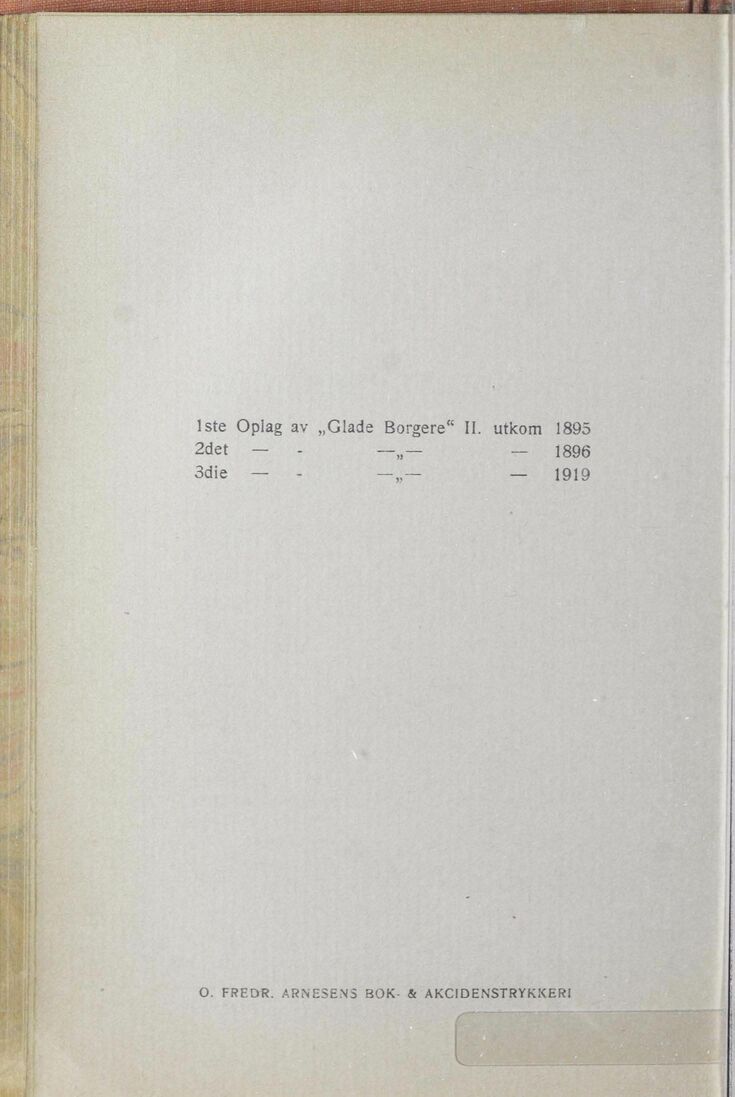 1ste Oplag av „Glade Borgere“ II. utkom 1895
2det — - —„— — 1896
3die — - —„— — 1919
O. FREDR. ARNESENS BOK- & AKCIDENSTRYKKERI